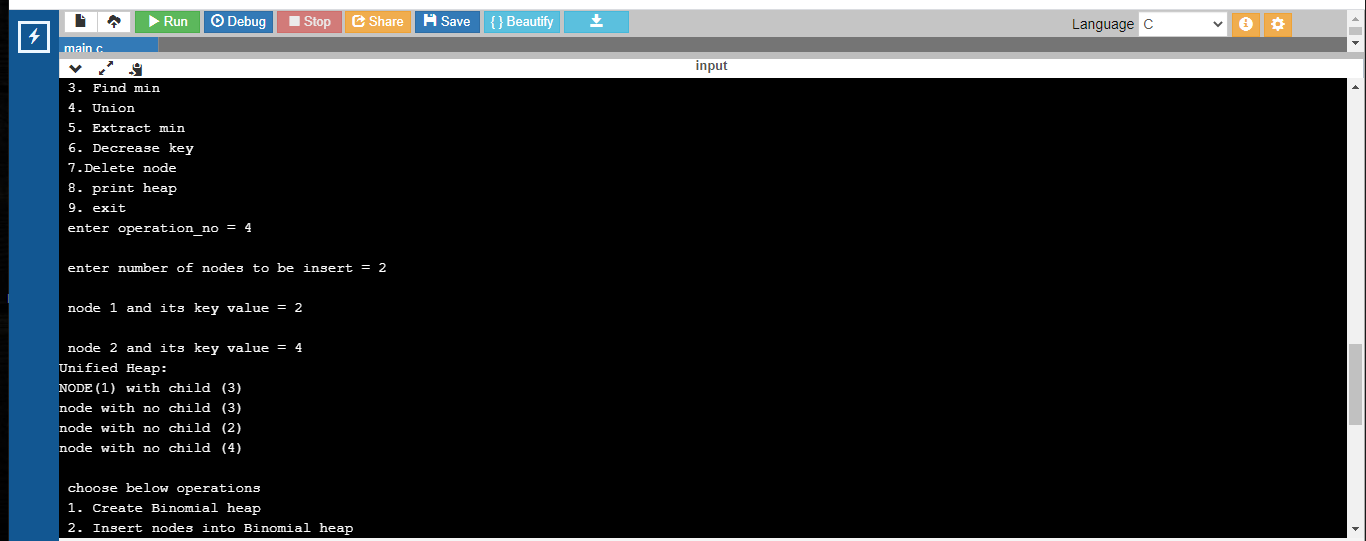 Run Debug Stop Share Save { } Beautify Language C
main.c
input
3. Find min
4. Union
5. Extract min
6. Decrease key
7.Delete node
8. print heap
9. exit
enter operation_no = 4
enter number of nodes to be insert = 2
node 1 and its key value = 2
node 2 and its key value = 4
Unified Heap:
NODE(1) with child (3)
node with no child (3)
node with no child (2)
node with no child (4)
choose below operations
1. Create Binomial heap
2. Insert nodes into Binomial heap